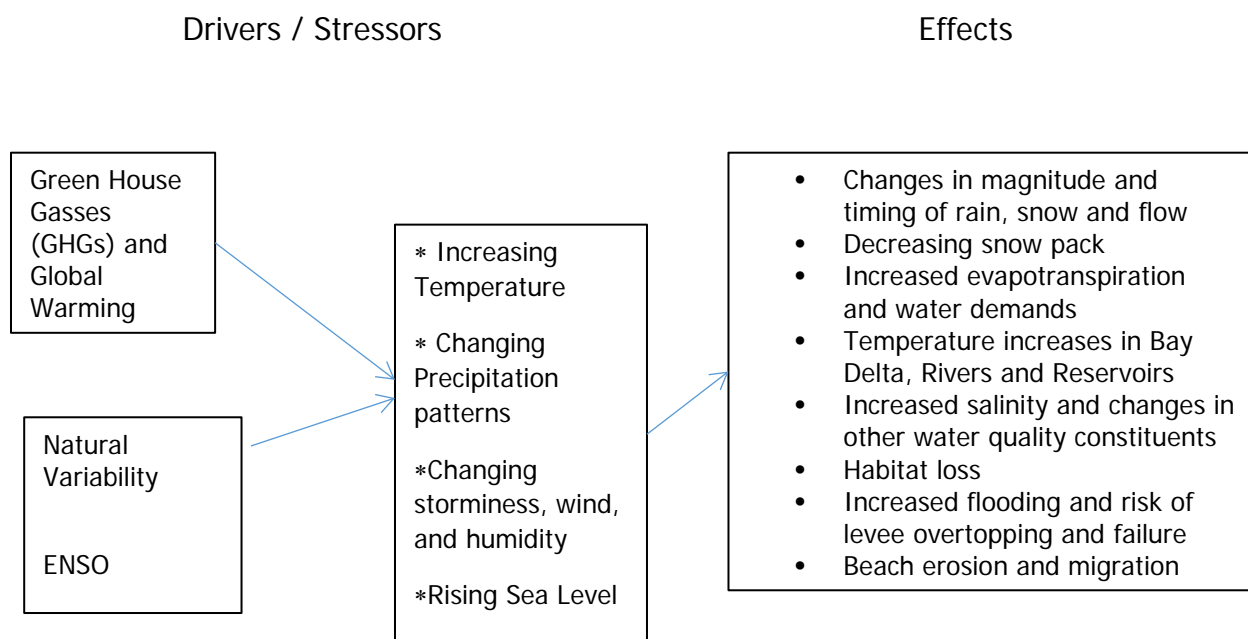 Drivers / Stressors
Effects
Green House
Gasses
(GHGs) and
Global
Warming
Natural
Variability
ENSO
* Increasing
Temperature
* Changing
Precipitation
patterns
*Changing
storminess, wind,
and humidity
*Rising Sea Level
• Changes in magnitude and
timing of rain, snow and flow
• Decreasing snow pack
• Increased evapotranspiration
and water demands
• Temperature increases in Bay
Delta, Rivers and Reservoirs
• Increased salinity and changes in
other water quality constituents
• Habitat loss
• Increased flooding and risk of
levee overtopping and failure
• Beach erosion and migration